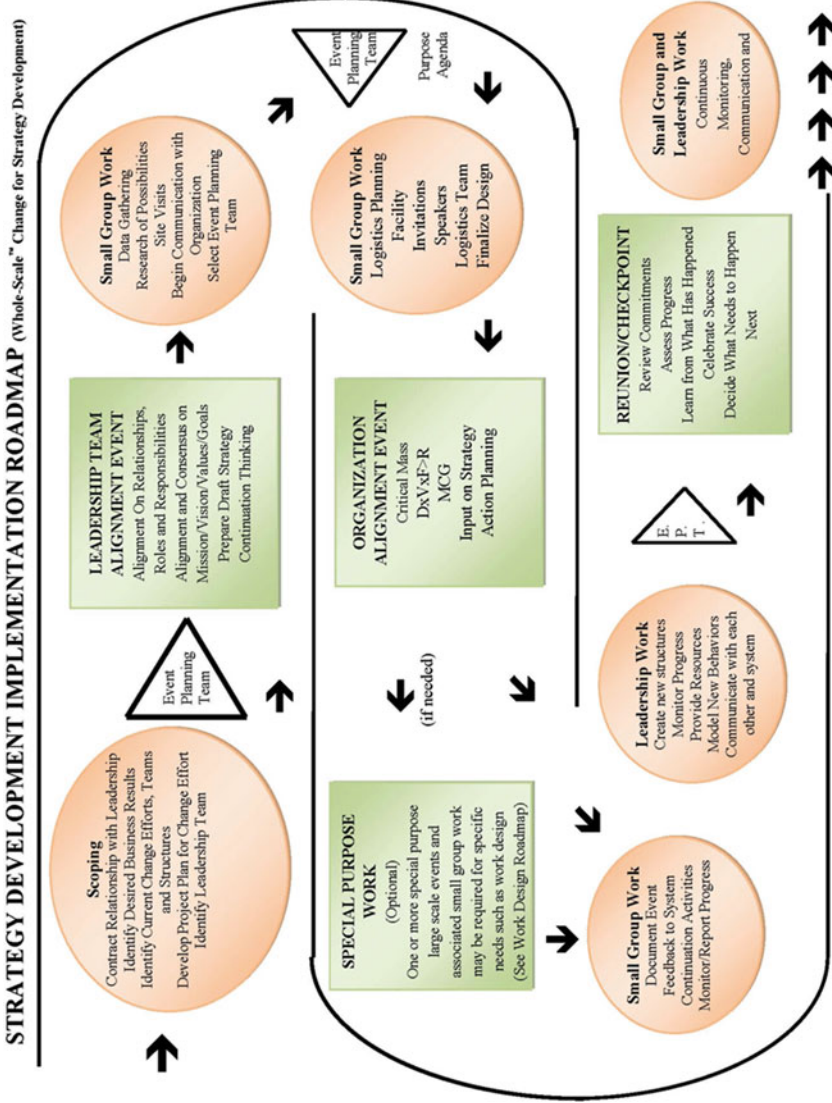 STRATEGY DEVELOPMENT IMPLEMENTATION ROADMAP (Whole-Scale™ Change for Strategy Development)
Scoping
Contract Relationship with Leadership
Identify Desired Business Results
Identify Current Change Efforts, Teams
and Structures
Develop Project Plan for Change Effort
Identify Leadership Team
Event
Planning
Team
LEADERSHIP TEAM
ALIGNMENT EVENT
Alignment On Relationships,
Roles and Responsibilities
Alignment and Consensus on
Mission/Vision/Values/Goals
Prepare Draft Strategy
Continuation Thinking
Small Group Work
Data Gathering
Research of Possibilities
Site Visits
Begin Communication with
Organization
Select Event Planning
Team
Event
Planning
Team
Purpose
Agenda
Small Group Work
Logistics Planning
Facility
Invitations
Speakers
Logistics Team
Finalize Design
ORGANIZATION
ALIGNMENT EVENT
Critical Mass
DxVxF>R
MCG
Input on Strategy
Action Planning
(if needed)
SPECIAL PURPOSE
WORK
(Optional)
One or more special purpose
large scale events and
associated small group work
may be required for specific
needs such as work design
(See Work Design Roadmap)
Small Group Work
Document Event
Feedback to System
Continuation Activities
Monitor/Report Progress
Leadership Work
Create new structures
Monitor Progress
Provide Resources
Model New Behaviors
Communicate with each
other and system
E.
P.
T.
REUNION/CHECKPOINT
Review Commitments
Assess Progress
Learn from What Has Happened
Celebrate Success
Decide What Needs to Happen
Next
Small Group and
Leadership Work
Continuous
Monitoring,
Communication and